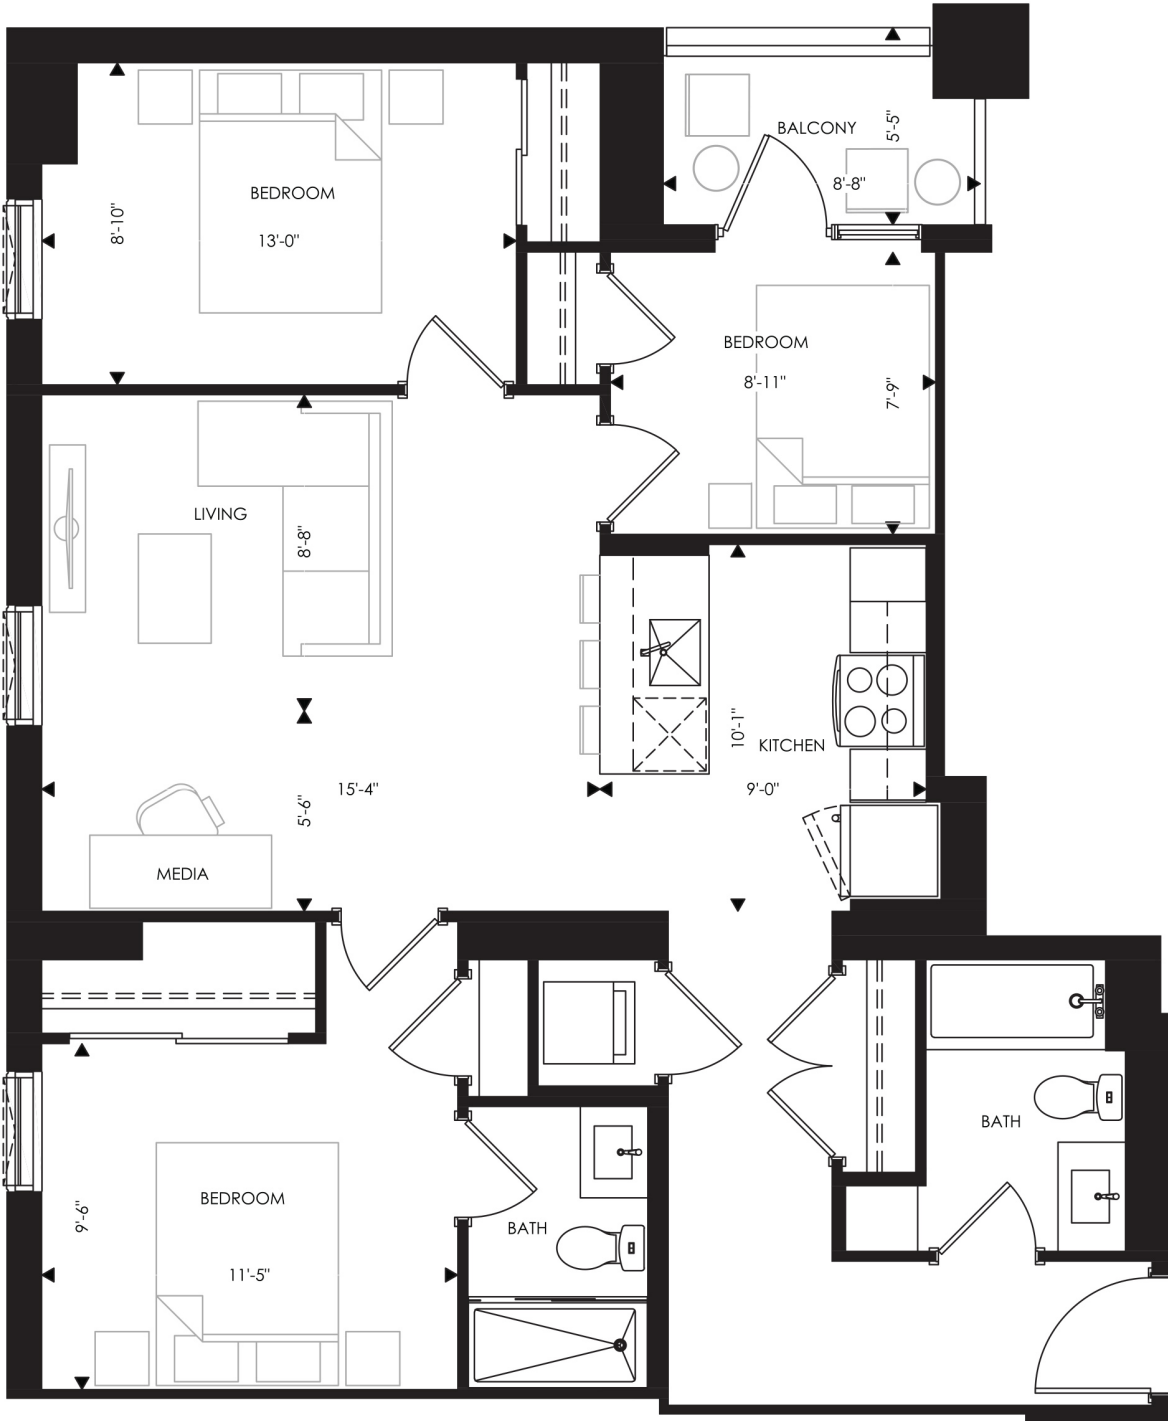 BALCONY
5'-5"
8'-8"
BEDROOM
8'-10"
13'-0"
BEDROOM
8'-11"
7'-9"
LIVING
8'-8"
10'-1"
KITCHEN
15'-4"
9'-0"
5'-6"
MEDIA
BATH
BEDROOM
9'-6"
BATH
11'-5"